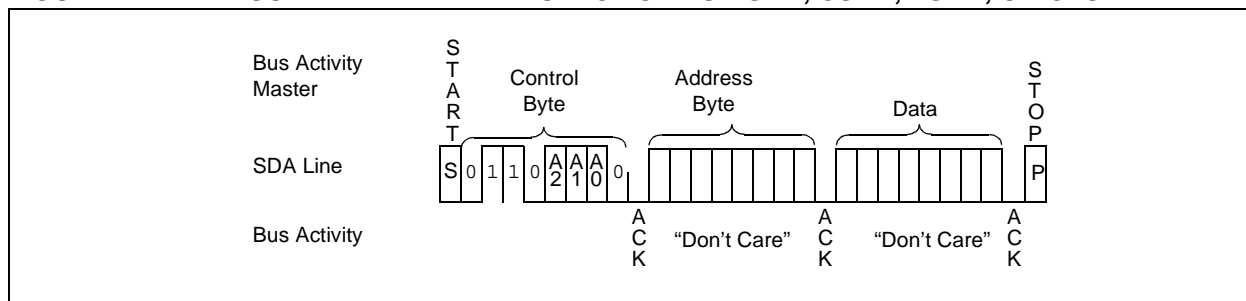 Bus Activity
Master
S
T
A
R
T
Control
Byte
Address
Byte
Data
S
T
O
P
SDA Line
S 0 1 1 0 A2 A1 A0 0
P
Bus Activity
A
C
K
“Don’t Care”
A
C
K
“Don’t Care”
A
C
K